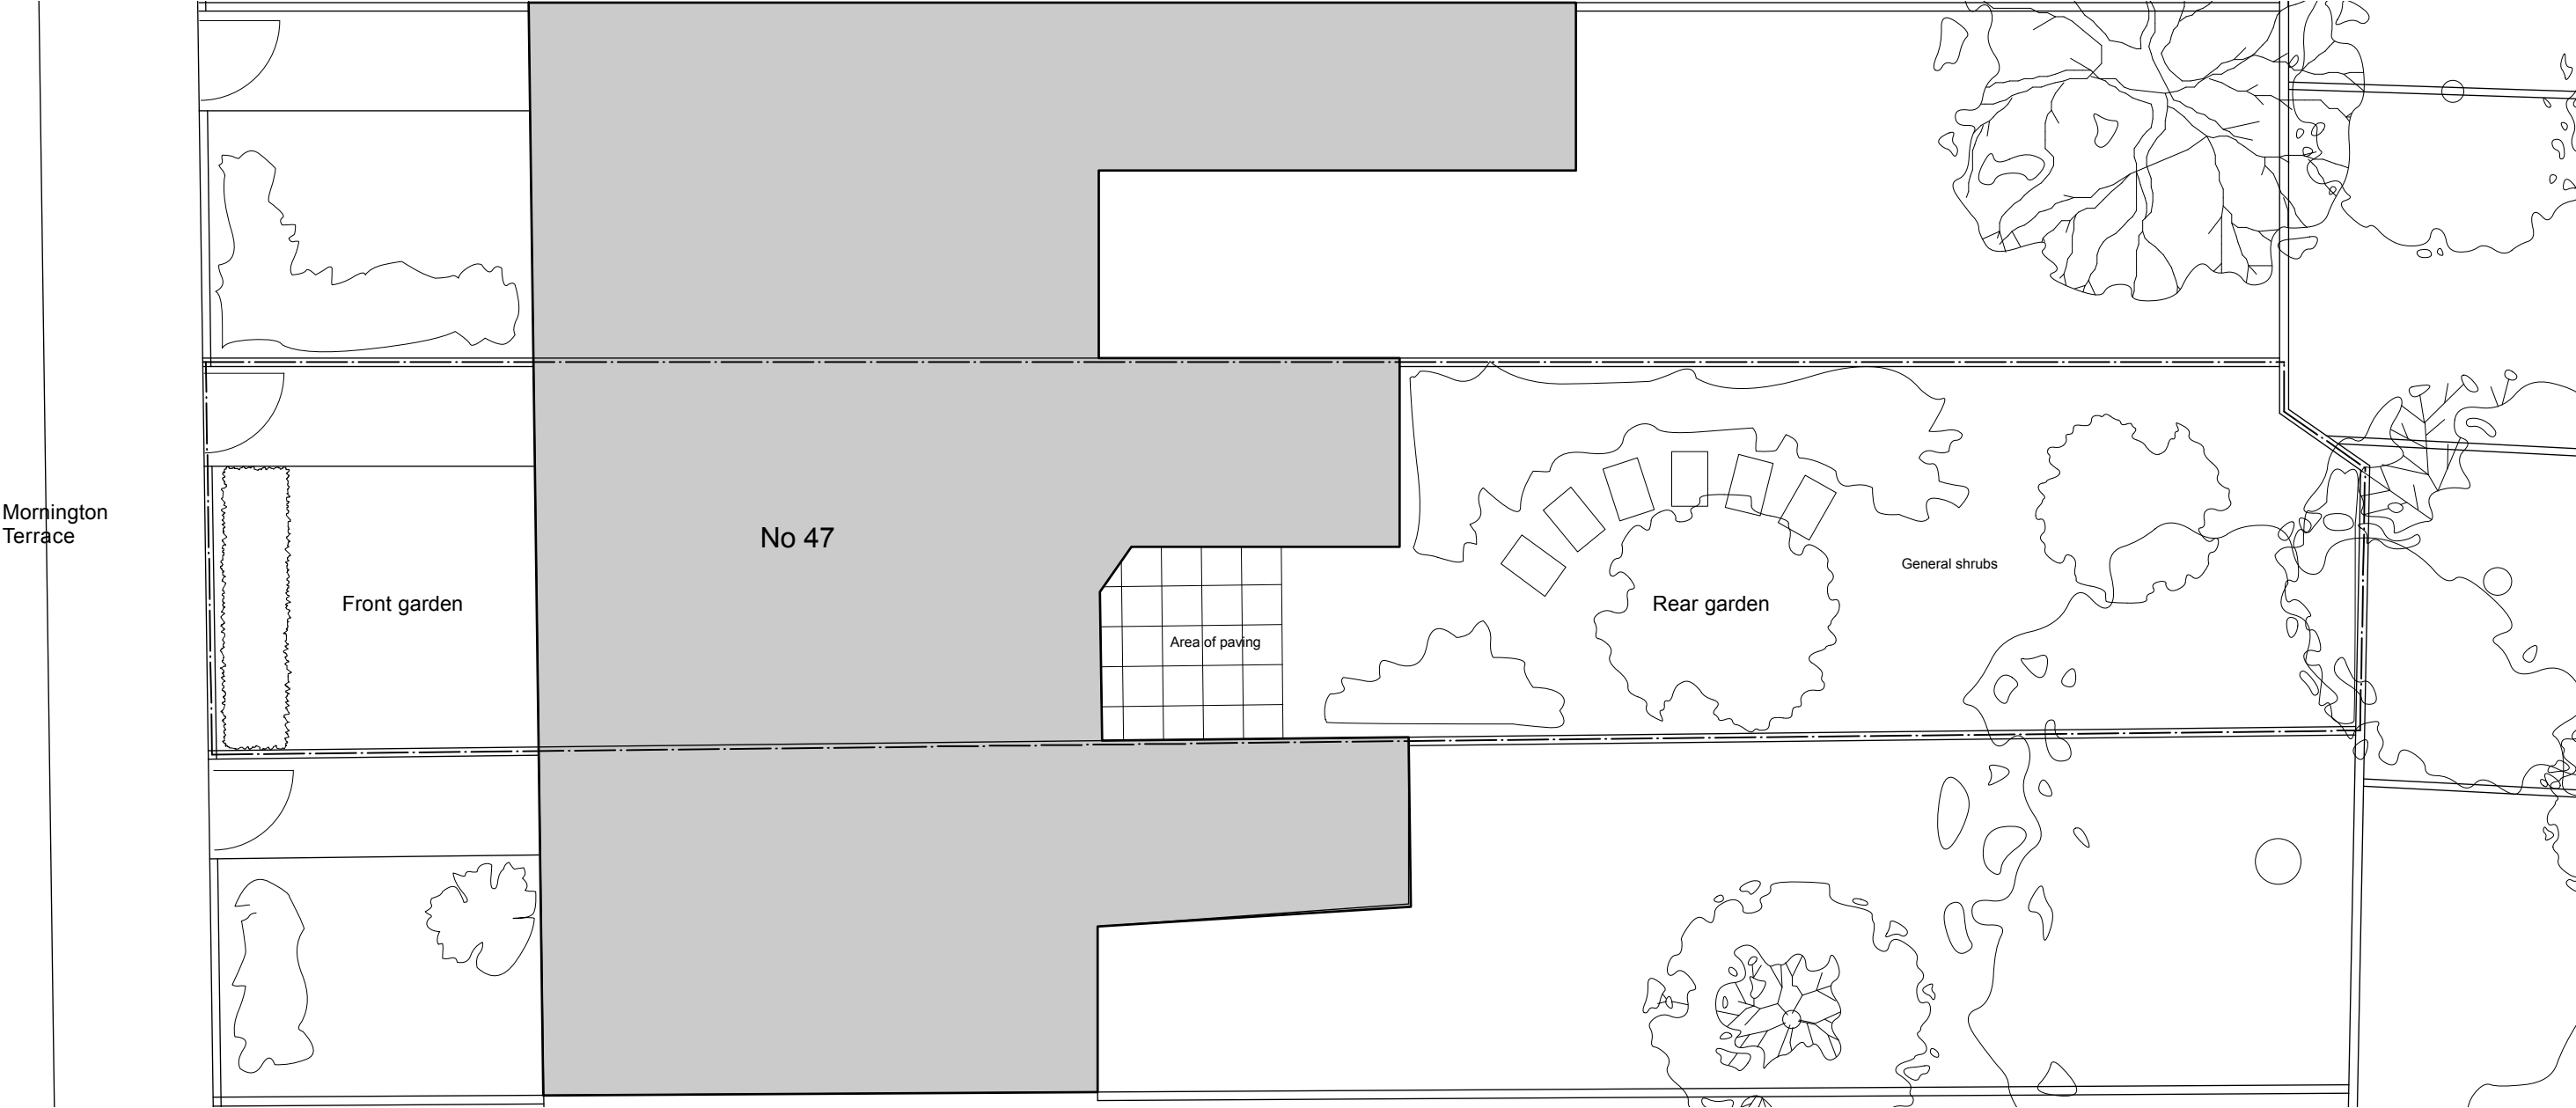 Mornington
Terrace
No 47
Front garden
Area of paving
Rear garden
General shrubs